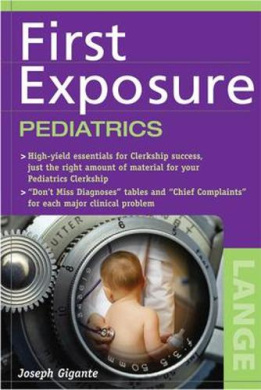 First
Exposure
PEDIATRICS
> High-yield essentials for Clerkship success,
just the right amount of material for your
Pediatrics Clerkship
> "Don't Miss Diagnoses" tables and "Chief Complaints"
for each major clinical problem
LANGE
Joseph Gigante